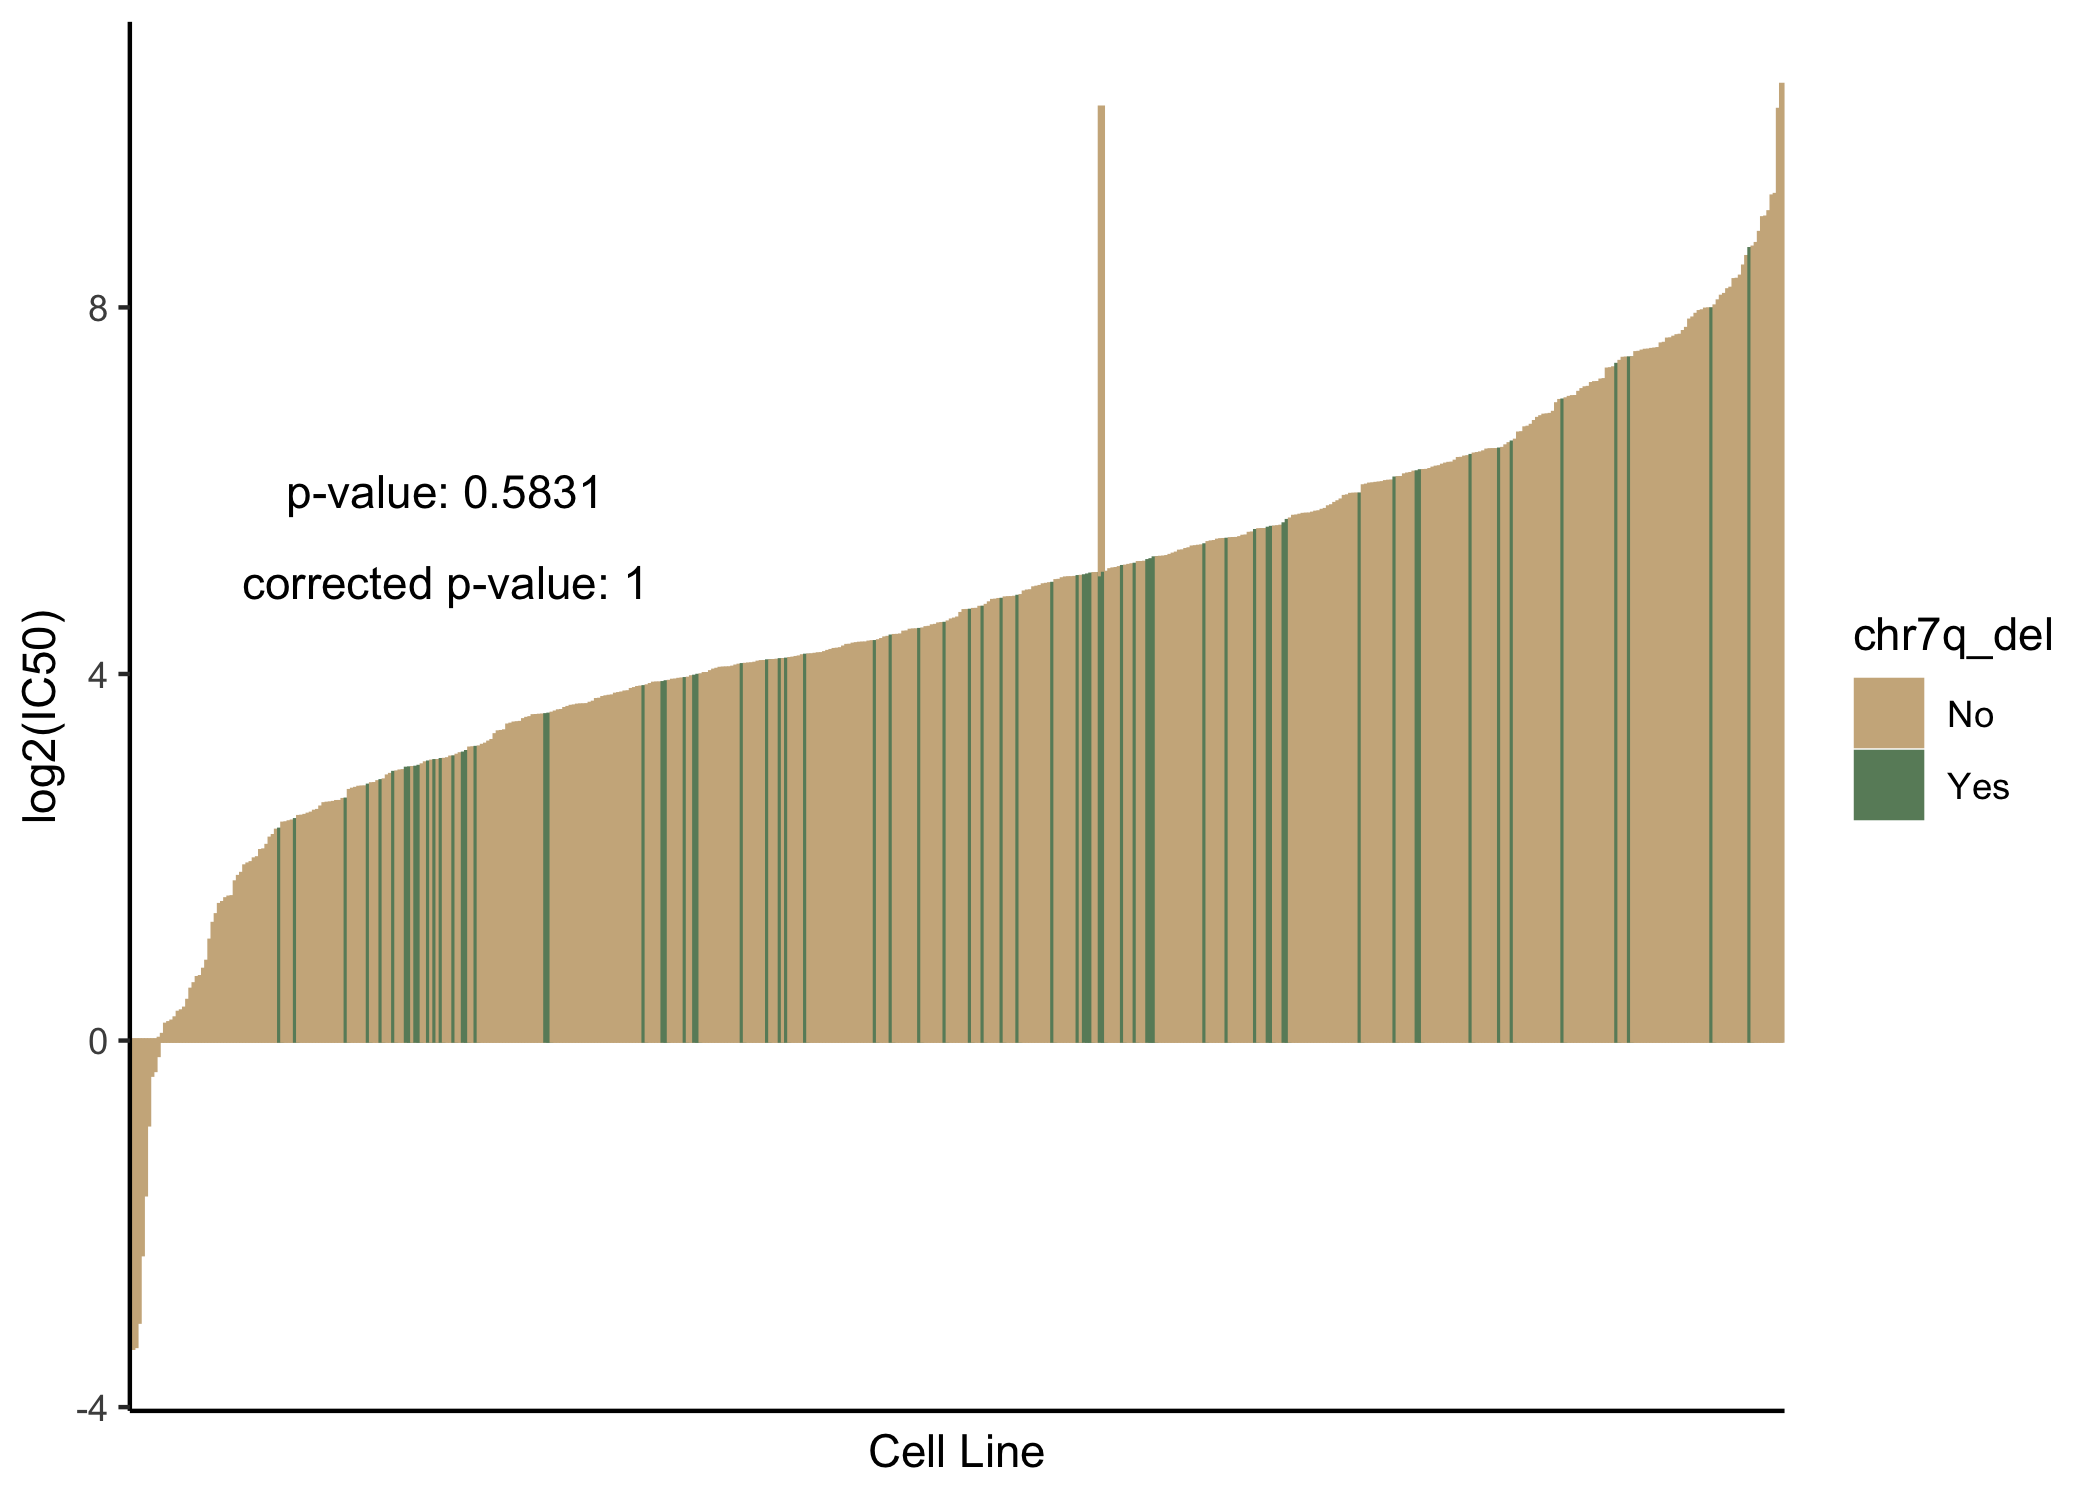 p-value: 0.5831
corrected p-value: 1
log2(IC50)
8
4
0
-4
Cell Line
chr7q_del
No
Yes